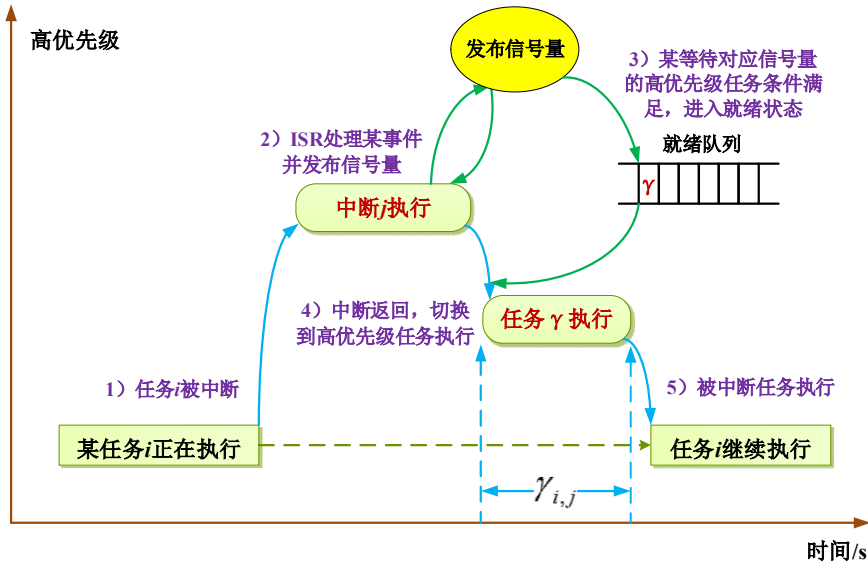 高优先级
发布信号量
3）某等待对应信号量
的高优先级任务条件满
足，进入就绪状态
2）ISR处理某事件
并发布信号量
就绪队列
γ
中断j执行
4）中断返回，切换
到高优先级任务执行
任务 γ 执行
1）任务i被中断
5）被中断任务执行
某任务i正在执行
任务i继续执行
γi,j
时间/s